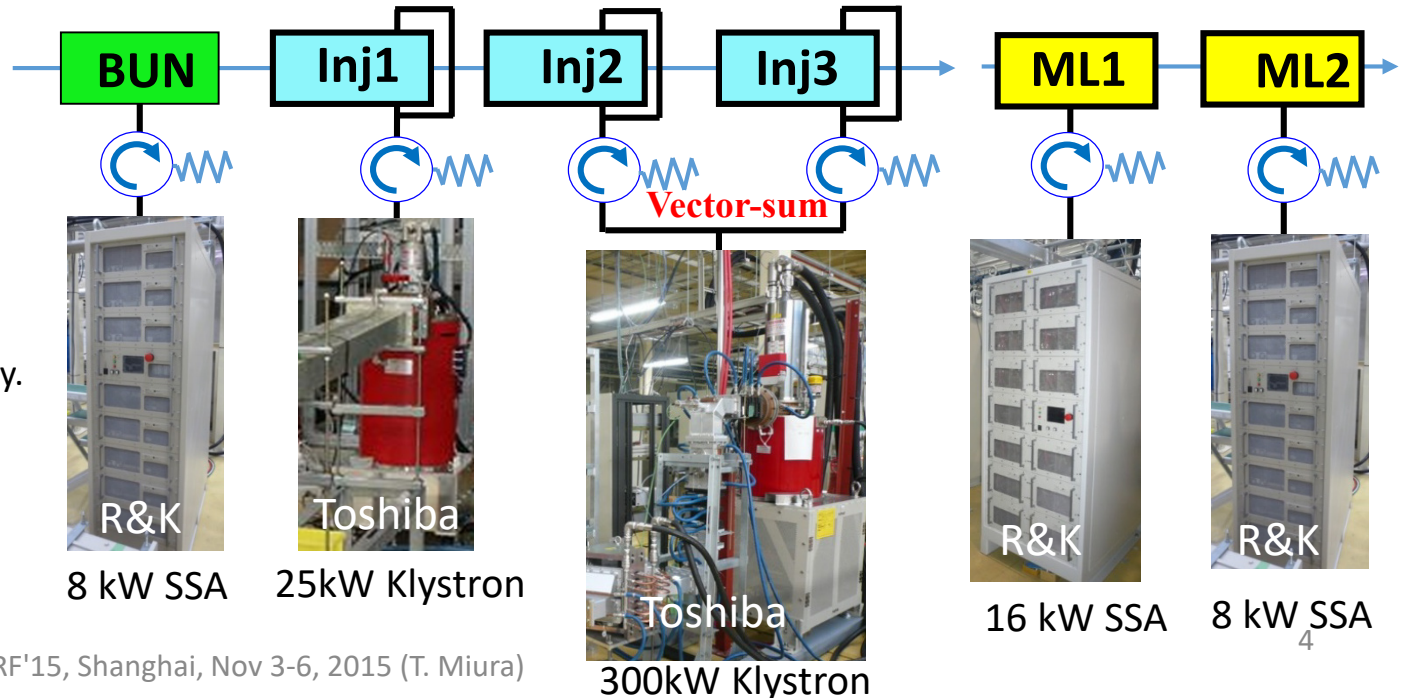 BUN Inj1 Inj2 Inj3 ML1 ML2
Vector-sum
y.
R&K Toshiba Toshiba R&K R&K
8 kW SSA 25kW Klystron 300kW Klystron 16 kW SSA 8 kW SSA
4
RF'15, Shanghai, Nov 3-6, 2015 (T. Miura)